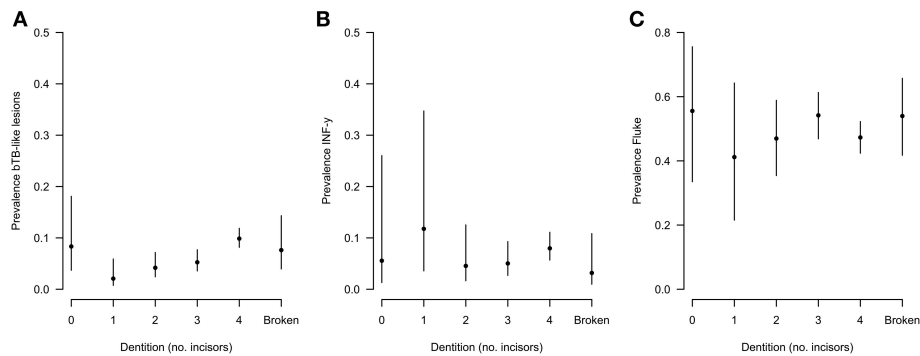 A
0.5
0.4
0.3
0.2
0.1
0.0
Prevalence bTB-like lesions
0 1 2 3 4 Broken
Dentition (no. incisors)
B
0.5
0.4
0.3
0.2
0.1
0.0
Prevalence INF-y
0 1 2 3 4 Broken
Dentition (no. incisors)
C
0.8
0.6
0.4
0.2
0.0
Prevalence Fluke
0 1 2 3 4 Broken
Dentition (no. incisors)